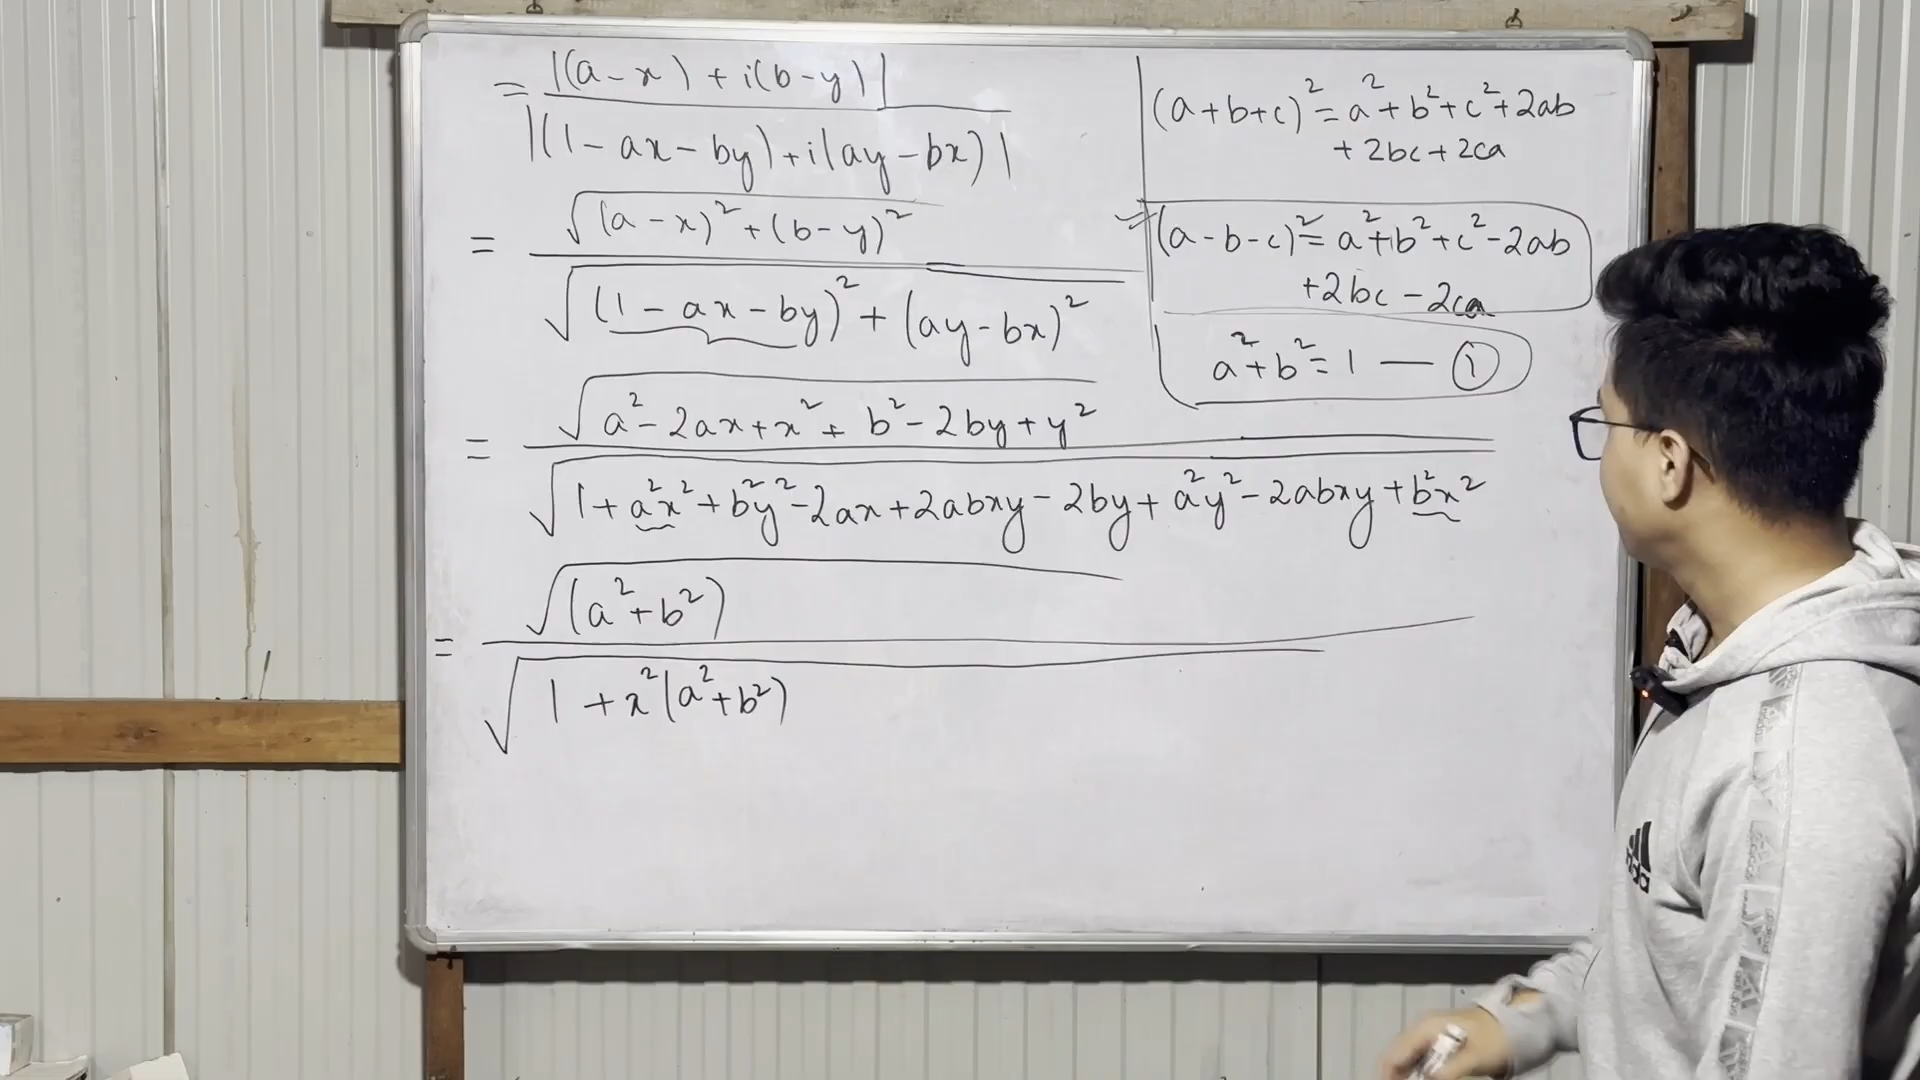 = |(a - x) + i(b - y)|
|(1 - ax - by) + i(ay - bx)|
= √(a - x)² + (b - y)²
√(1 - ax - by)² + (ay - bx)²
= √a² - 2ax + x² + b² - 2by + y²
√1 + a²x² + b²y² - 2ax + 2abxy - 2by + a²y² - 2abxy + b²x²
= √(a² + b²)
√1 + x²(a² + b²)
(a+b+c)² = a² + b² + c² + 2ab
+ 2bc + 2ca
(a-b-c)² = a² + b² + c² - 2ab
+2bc - 2ca
a² + b² = 1 — ①
adidas